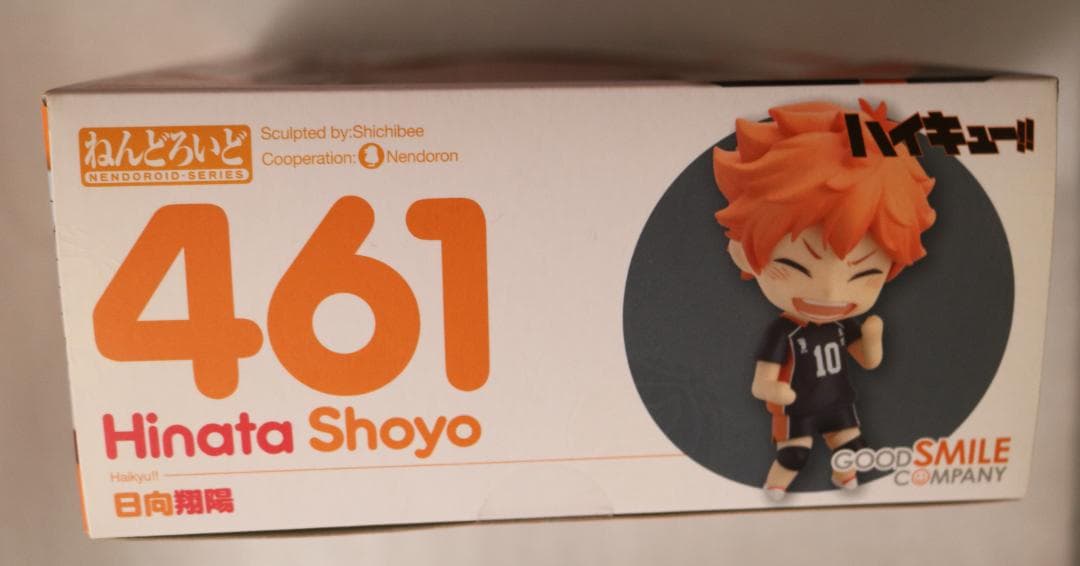 ねんどろいど
NENDOROID-SERIES
Sculpted by:Shichibee
Cooperation: Nendoron
461
Hinata Shoyo
Haikyu!!
日向翔陽
ハイキュー!!
10
GOOD SMILE
COMPANY